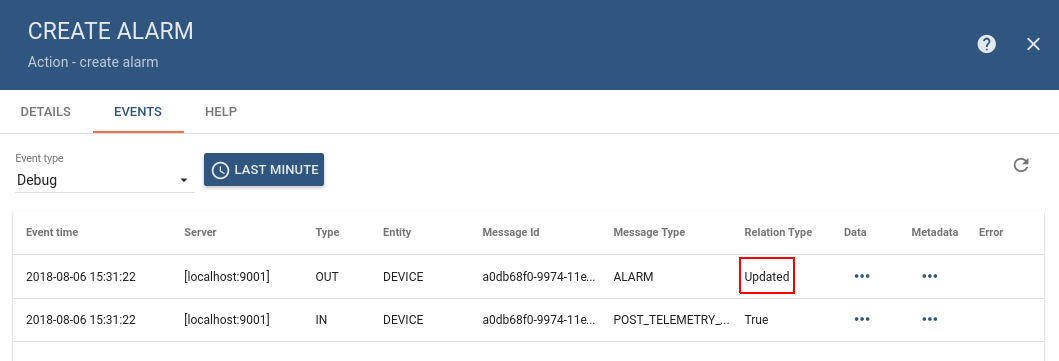 CREATE ALARM
Action - create alarm
DETAILS EVENTS HELP
Event type
Debug
LAST MINUTE
Event time Server Type Entity Message Id Message Type Relation Type Data Metadata Error
2018-08-06 15:31:22 [localhost:9001] OUT DEVICE a0db68f0-9974-11e... ALARM Updated ...
...
2018-08-06 15:31:22 [localhost:9001] IN DEVICE a0db68f0-9974-11e... POST_TELEMETRY_... True ... ...